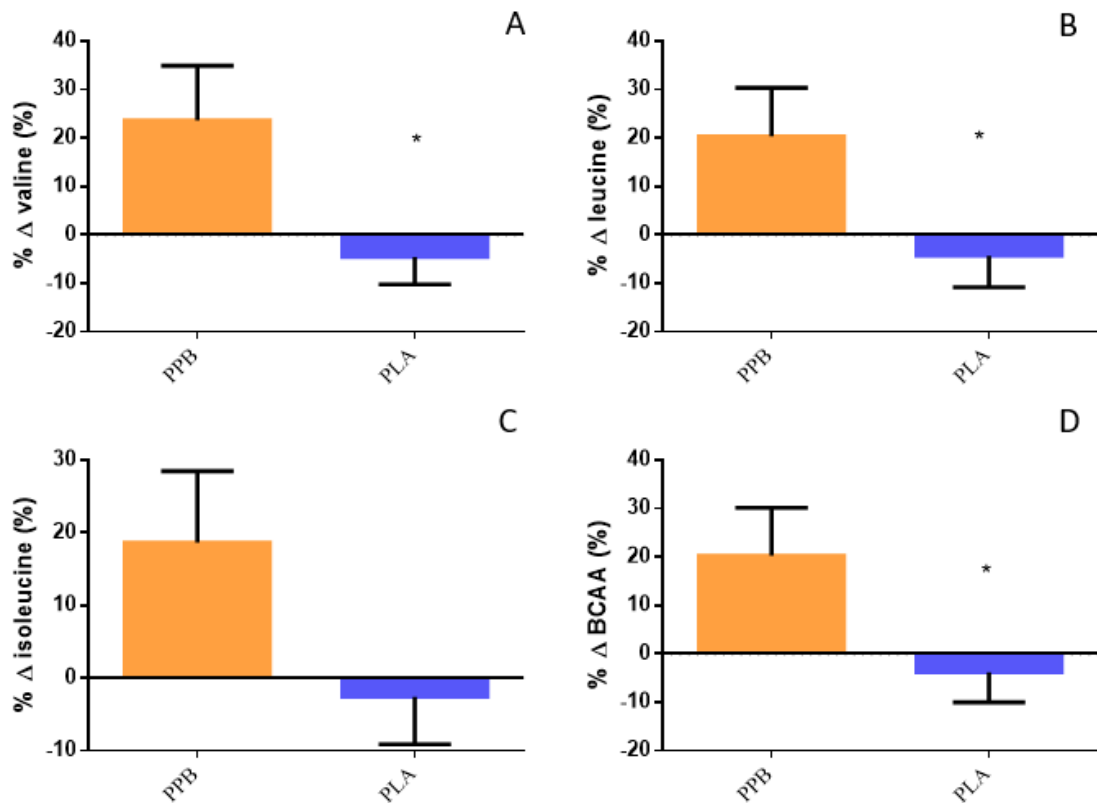 A
% Δ valine (%)
40
30
20
10
0
-10
-20
*
PPB
PLA
B
% Δ leucine (%)
40
30
20
10
0
-10
-20
*
PPB
PLA
C
% Δ isoleucine (%)
30
20
10
0
-10
PPB
PLA
D
% Δ BCAA (%)
40
30
20
10
0
-10
-20
*
PPB
PLA